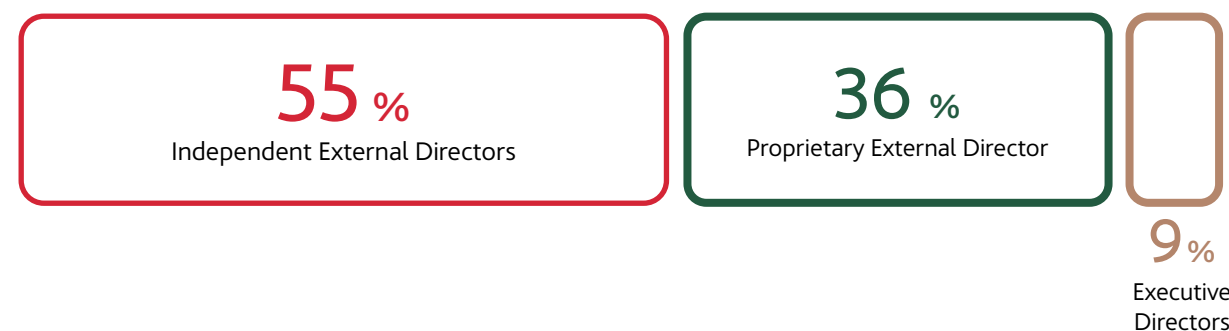 55 %
Independent External Directors
36 %
Proprietary External Director
9 %
Executive
Directors